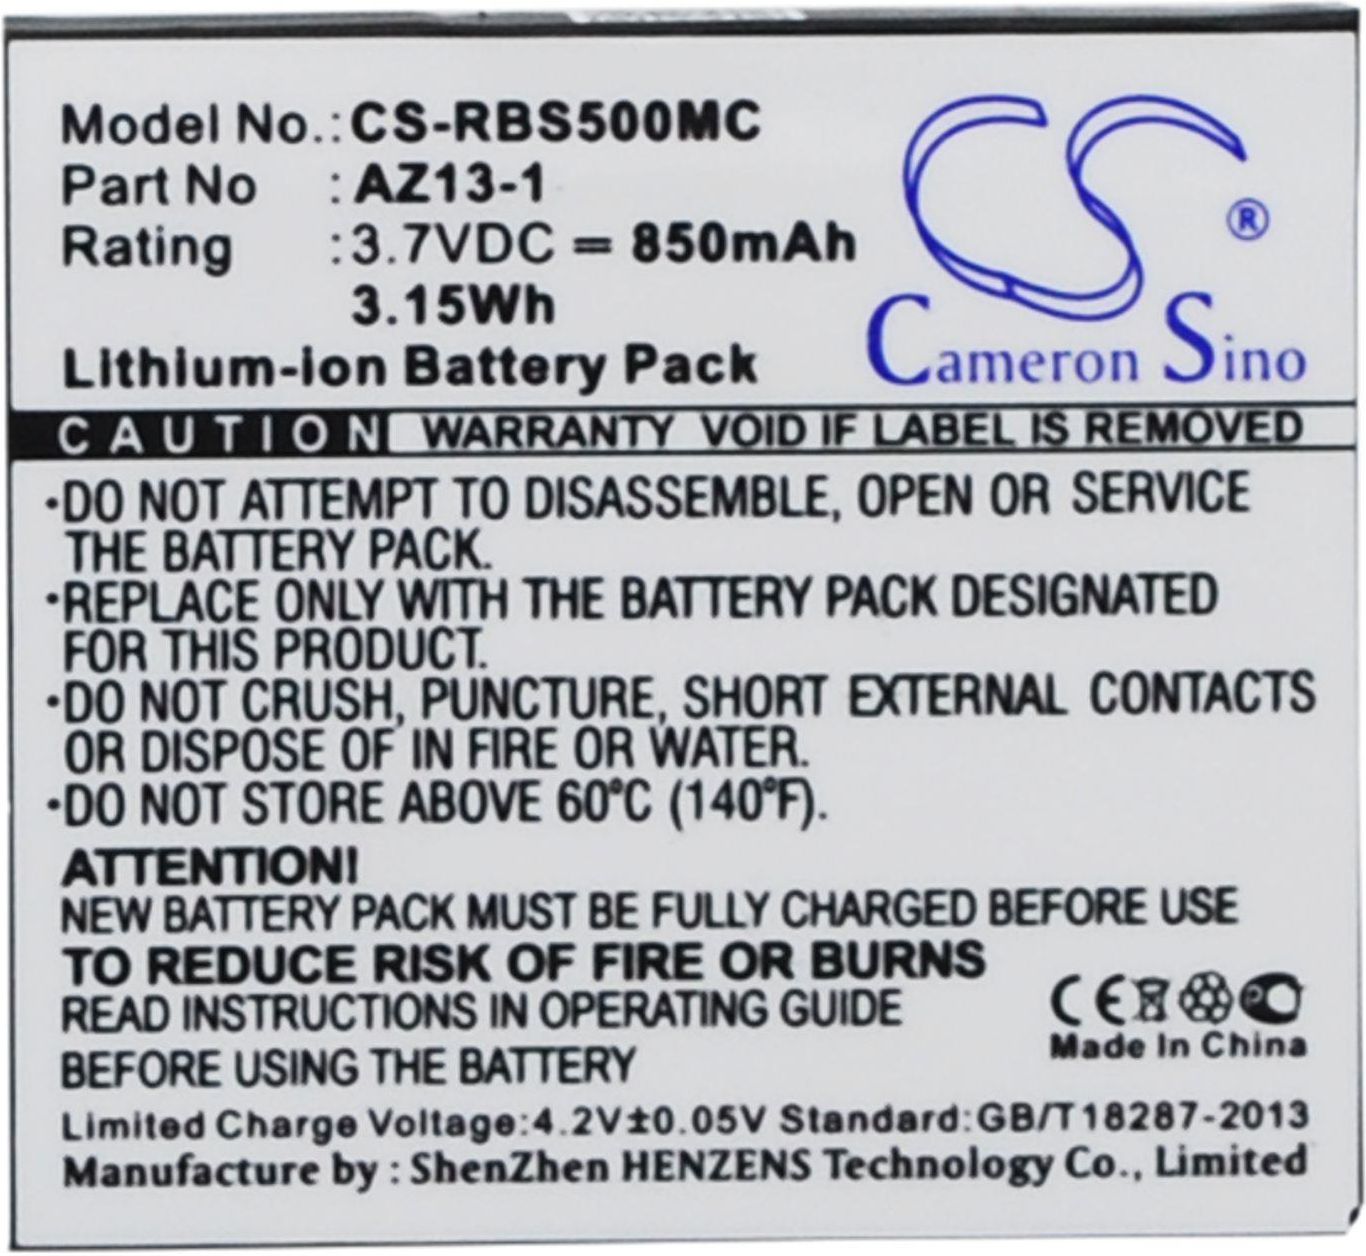 Model No.: CS-RBS500MC
Part No : AZ13-1
Rating : 3.7VDC = 850mAh
3.15Wh
Lithium-ion Battery Pack
®
Cameron Sino
CAUTION WARRANTY VOID IF LABEL IS REMOVED
·DO NOT ATTEMPT TO DISASSEMBLE, OPEN OR SERVICE
THE BATTERY PACK.
·REPLACE ONLY WITH THE BATTERY PACK DESIGNATED
FOR THIS PRODUCT.
·DO NOT CRUSH, PUNCTURE, SHORT EXTERNAL CONTACTS
OR DISPOSE OF IN FIRE OR WATER.
·DO NOT STORE ABOVE 60°C (140°F).
ATTENTION!
NEW BATTERY PACK MUST BE FULLY CHARGED BEFORE USE
TO REDUCE RISK OF FIRE OR BURNS
READ INSTRUCTIONS IN OPERATING GUIDE
BEFORE USING THE BATTERY
CE
Made In China
Limited Charge Voltage:4.2V±0.05V Standard:GB/T18287-2013
Manufacture by : ShenZhen HENZENS Technology Co., Limited